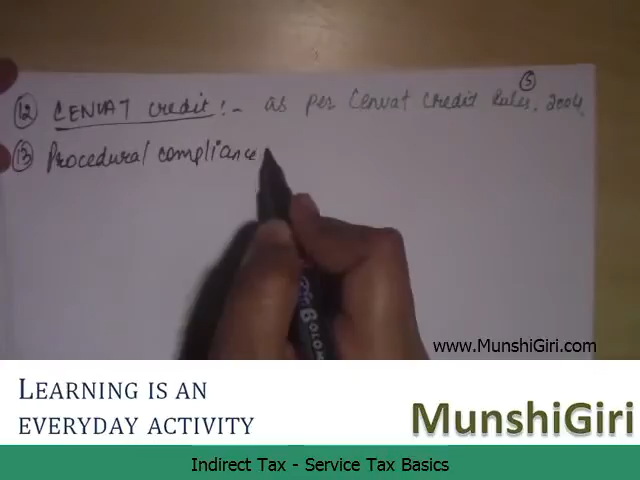 5
12 CENVAT credit :- as per Cenvat Credit Rules, 2004.
13 Procedural compliance
www.MunshiGiri.com
LEARNING IS AN
EVERYDAY ACTIVITY
MunshiGiri
Indirect Tax - Service Tax Basics